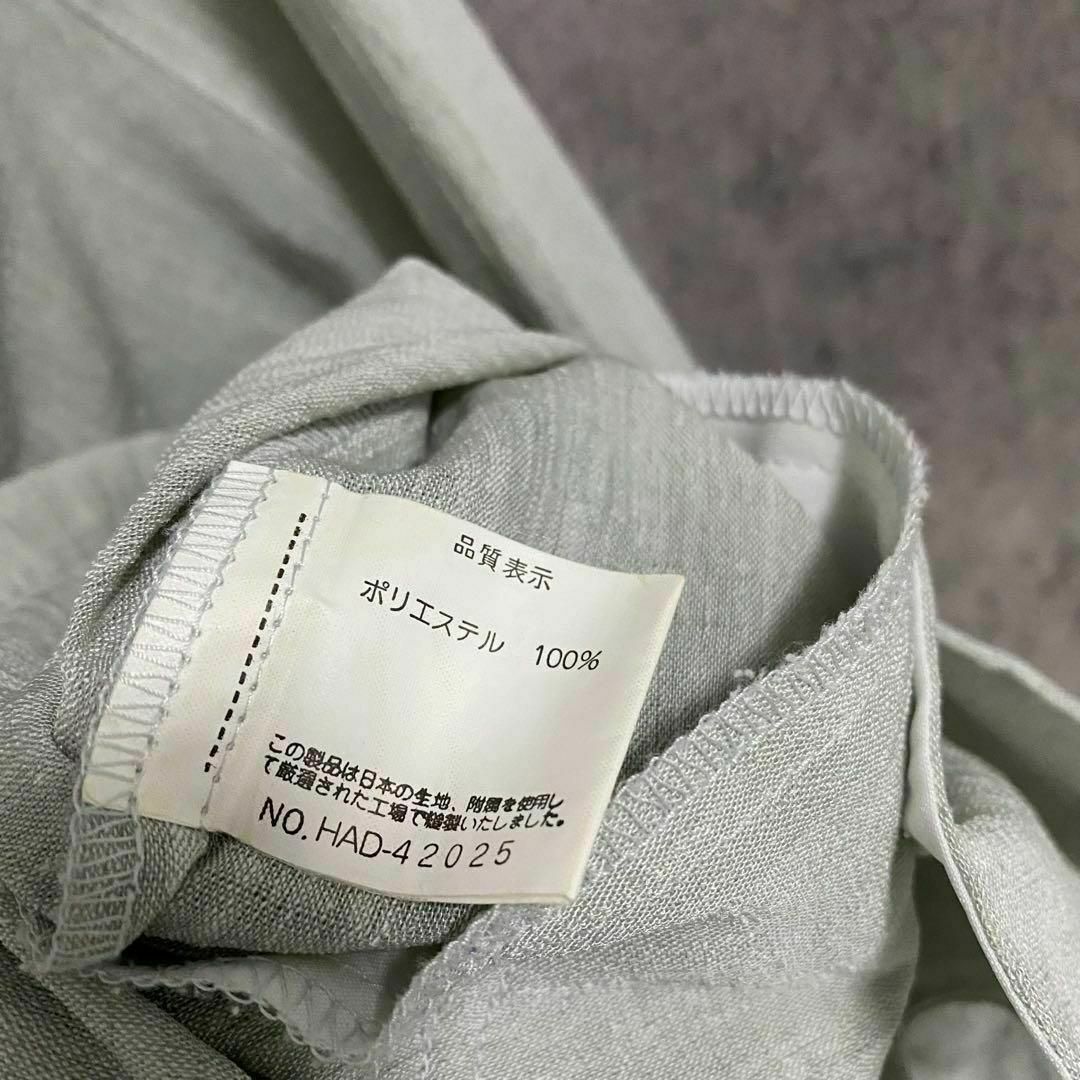 品質表示
ポリエステル 100%
この製品は日本の生地、附属を使用し
て厳選された工場で縫製いたしました。
NO. HAD-42025